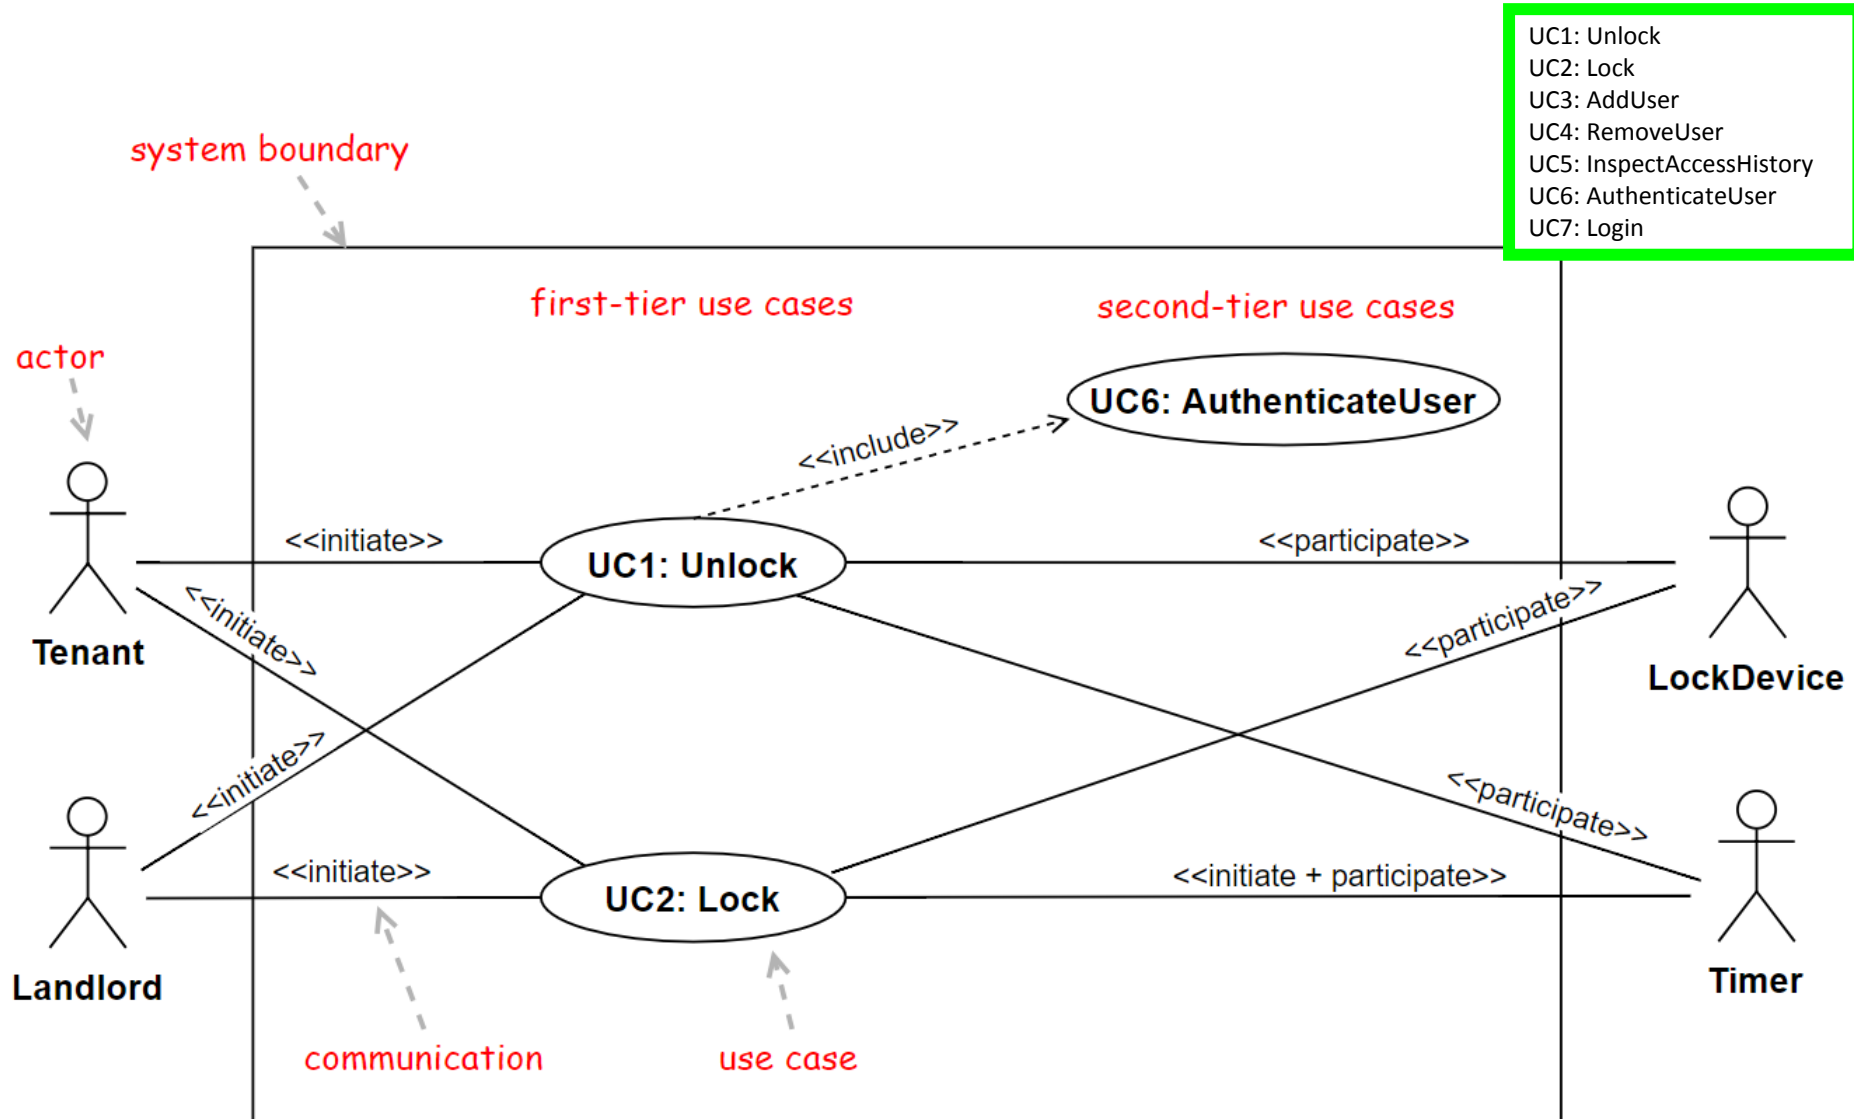 UC1: Unlock
UC2: Lock
UC3: AddUser
UC4: RemoveUser
UC5: InspectAccessHistory
UC6: AuthenticateUser
UC7: Login
system boundary
first-tier use cases
second-tier use cases
actor
UC6: AuthenticateUser
<<include>>
<<initiate>>
UC1: Unlock
<<participate>>
<<initiate>>
<<participate>>
Tenant
LockDevice
<<initiate>>
<<participate>>
<<initiate>>
UC2: Lock
<<initiate + participate>>
Landlord
Timer
communication
use case